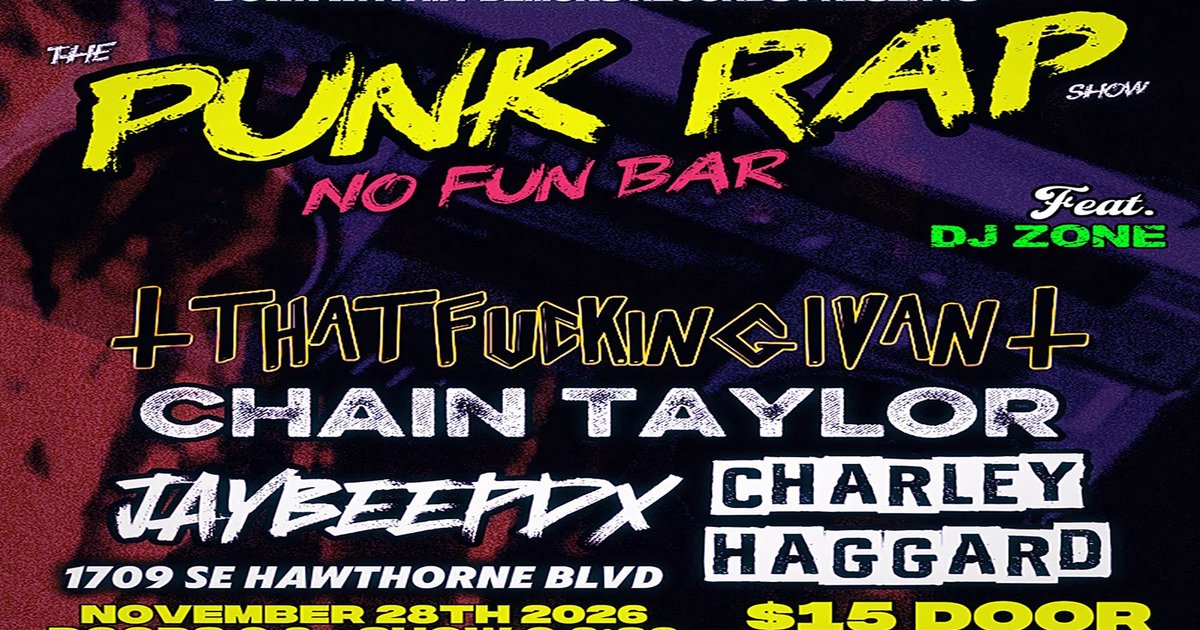 THE
PUNK RAP
SHOW
NO FUN BAR
Feat.
DJ ZONE
THATFUCKINGIVAN
CHAIN TAYLOR
JAYBEEPDX
CHARLEY
HAGGARD
1709 SE HAWTHORNE BLVD
NOVEMBER 28TH 2026
$15 DOOR